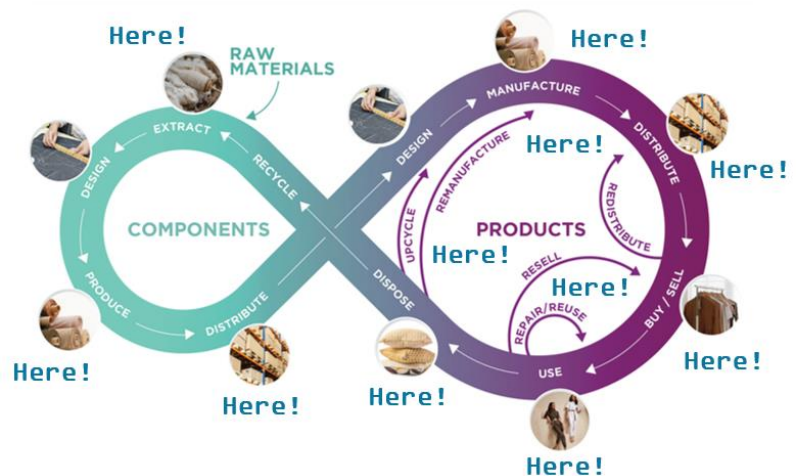 Here!
Here!
RAW
MATERIALS
MANUFACTURE
EXTRACT
DESIGN
DESIGN
DISTRIBUTE
Here!
REMANUFACTURE
Here!
RECYCLE
REDISTRIBUTE
COMPONENTS
PRODUCTS
UPCYCLE
Here!
RESELL
PRODUCE
DISPOSE
Here!
BUY / SELL
DISTRIBUTE
REPAIR/REUSE
Here!
Here!
USE
Here!
Here!
Here!